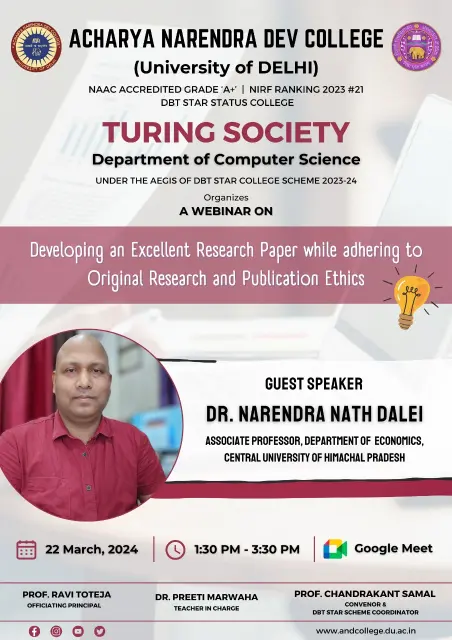 ACHARYA NARENDRA DEV COLLEGE
(University of DELHI)
NAAC ACCREDITED GRADE 'A+' | NIRF RANKING 2023 #21
DBT STAR STATUS COLLEGE
TURING SOCIETY
Department of Computer Science
UNDER THE AEGIS OF DBT STAR COLLEGE SCHEME 2023-24
Organizes
A WEBINAR ON
Developing an Excellent Research Paper while adhering to
Original Research and Publication Ethics
GUEST SPEAKER
DR. NARENDRA NATH DALEI
ASSOCIATE PROFESSOR, DEPARTMENT OF ECONOMICS,
CENTRAL UNIVERSITY OF HIMACHAL PRADESH
22 March, 2024
1:30 PM - 3:30 PM
Google Meet
PROF. RAVI TOTEJA
OFFICIATING PRINCIPAL
DR. PREETI MARWAHA
TEACHER IN CHARGE
PROF. CHANDRAKANT SAMAL
CONVENOR &
DBT STAR SCHEME COORDINATOR
www.andcollege.du.ac.in